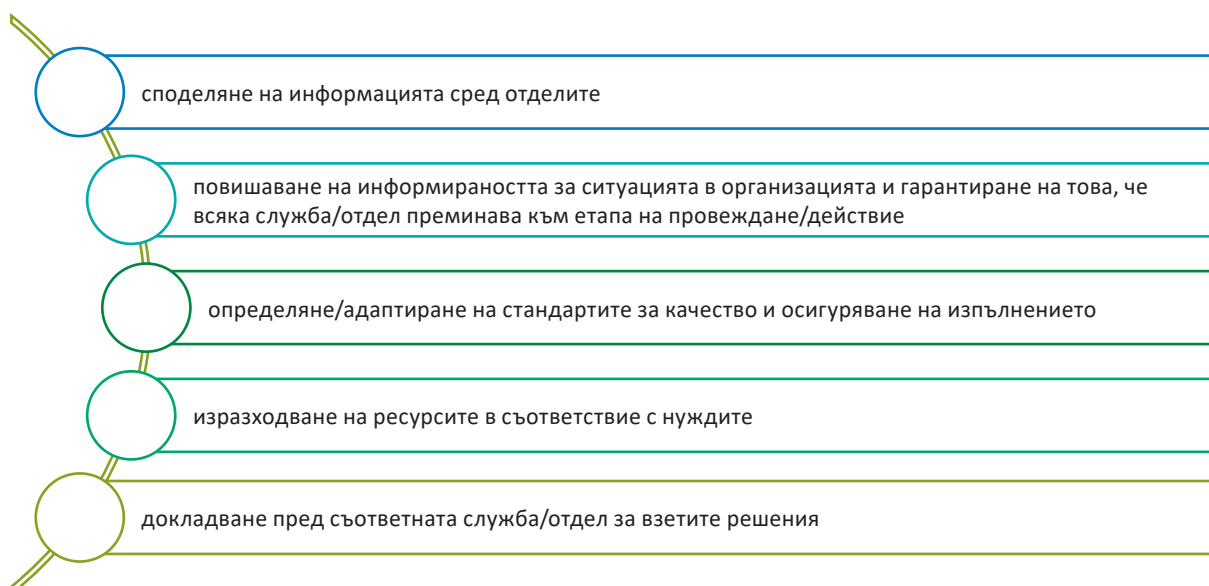 споделяне на информацията сред отделите
повишаване на информираността за ситуацията в организацията и гарантиране на това, че
всяка служба/отдел преминава към етапа на провеждане/действие
определяне/адаптиране на стандартите за качество и осигуряване на изпълнението
изразходване на ресурсите в съответствие с нуждите
докладване пред съответната служба/отдел за взетите решения